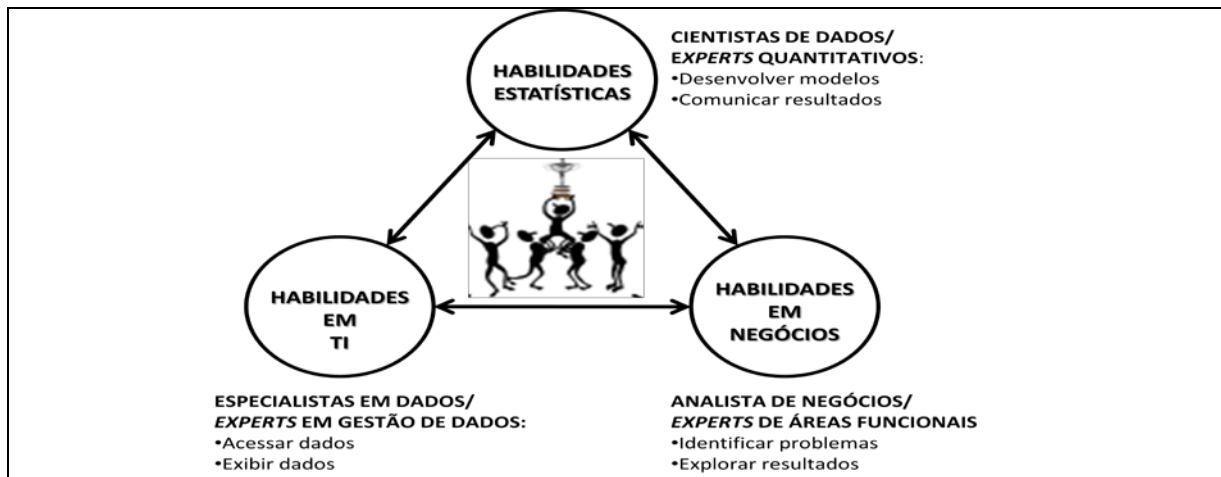 HABILIDADES
ESTATÍSTICAS
CIENTISTAS DE DADOS/
EXPERTS QUANTITATIVOS:
•Desenvolver modelos
•Comunicar resultados
HABILIDADES
EM
TI
HABILIDADES
EM
NEGÓCIOS
ESPECIALISTAS EM DADOS/
EXPERTS EM GESTÃO DE DADOS:
•Acessar dados
•Exibir dados
ANALISTA DE NEGÓCIOS/
EXPERTS DE ÁREAS FUNCIONAIS
•Identificar problemas
•Explorar resultados